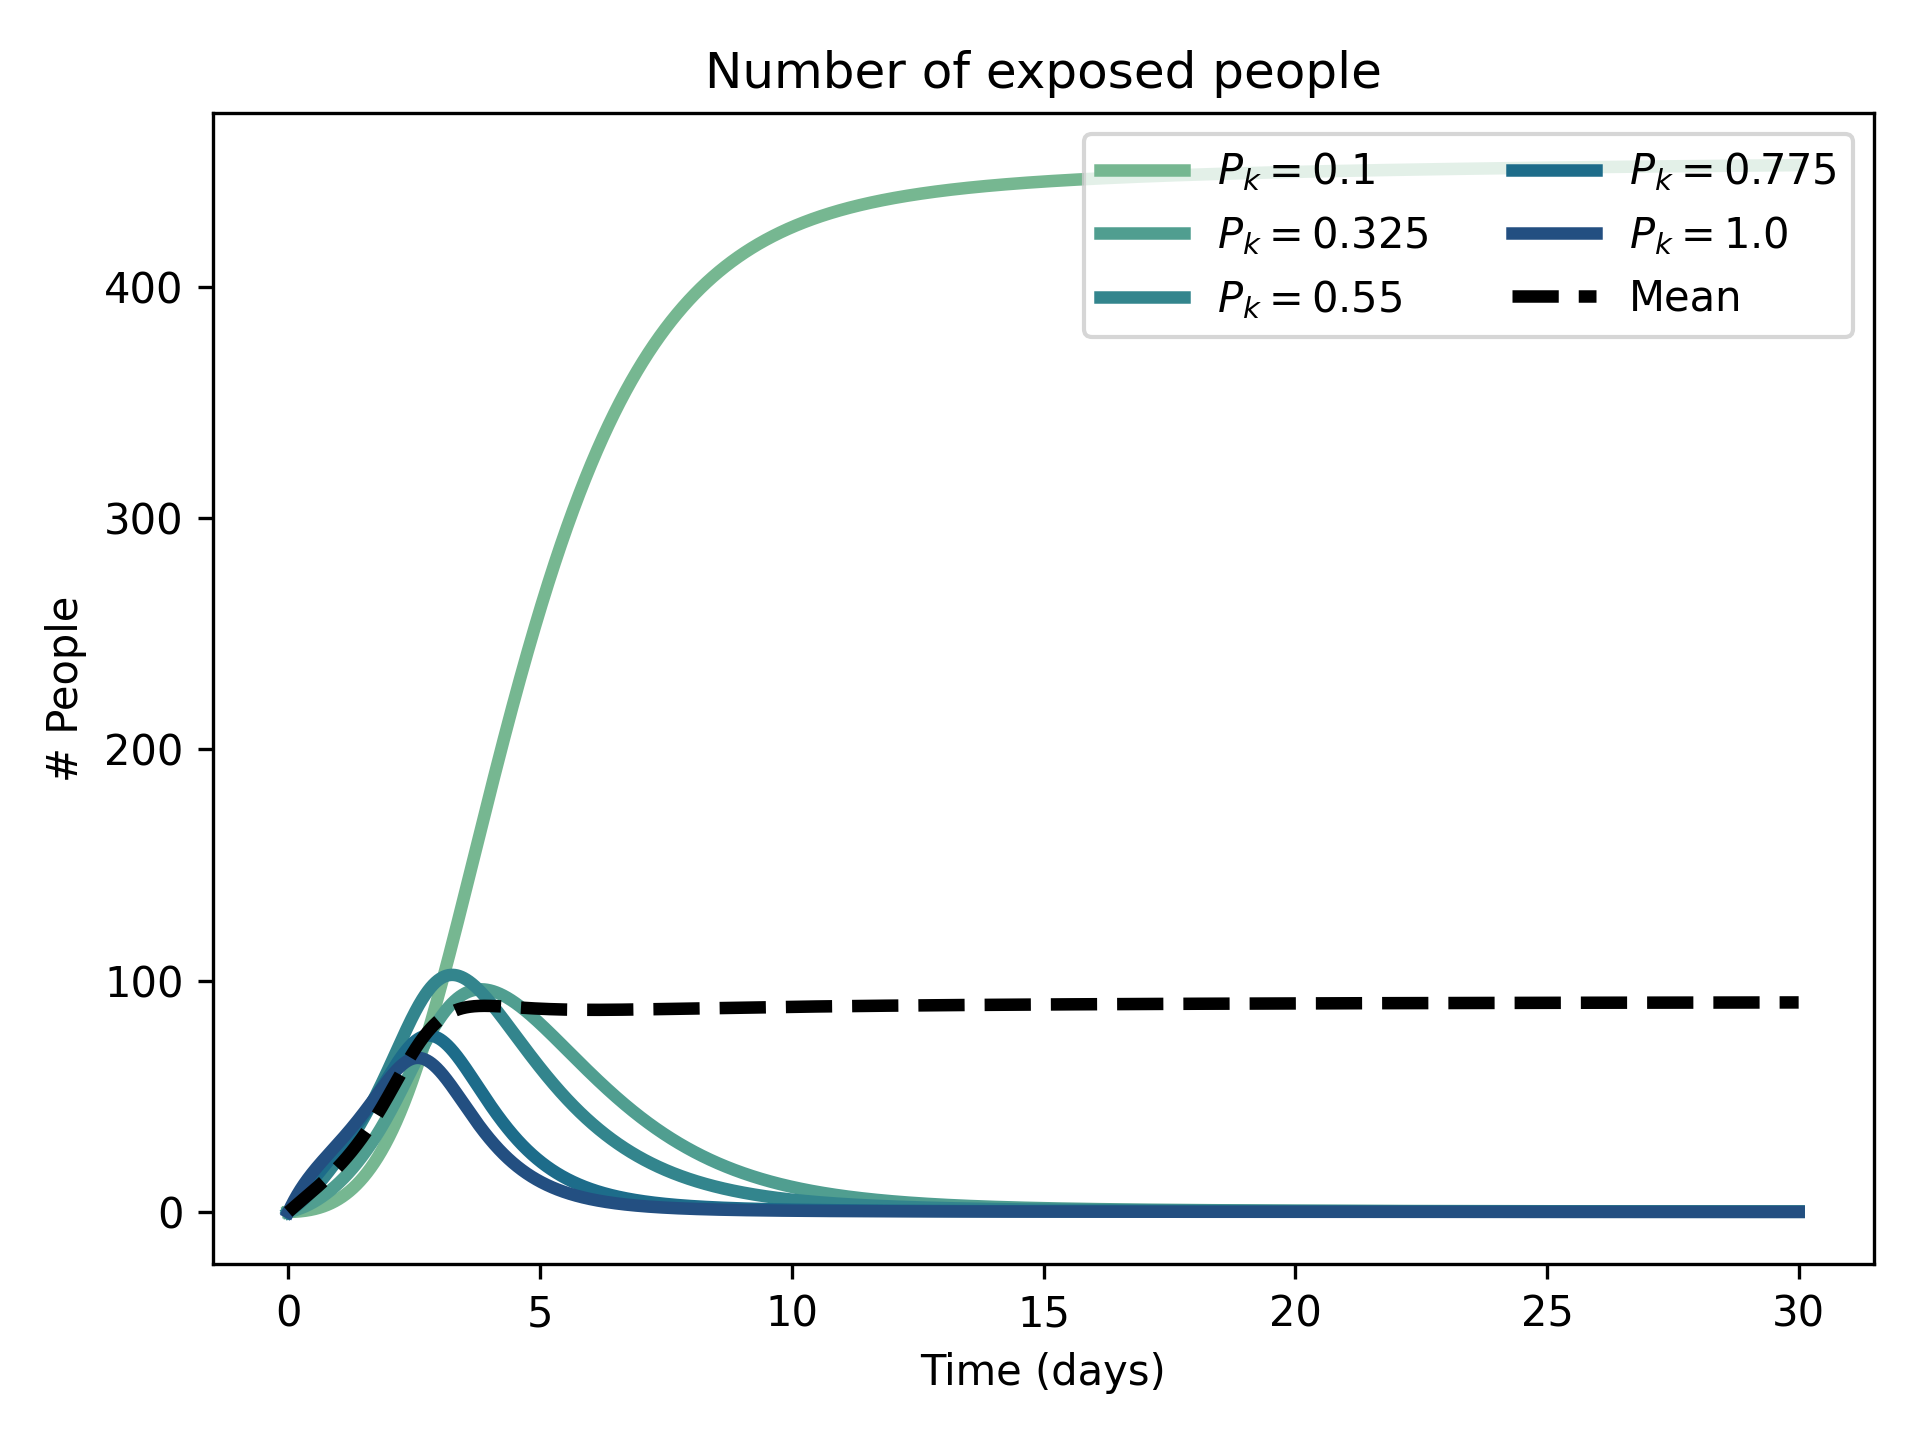 Number of exposed people
P_k = 0.1
P_k = 0.325
P_k = 0.55
P_k = 0.775
P_k = 1.0
Mean
# People
400
300
200
100
0
0 5 10 15 20 25 30
Time (days)